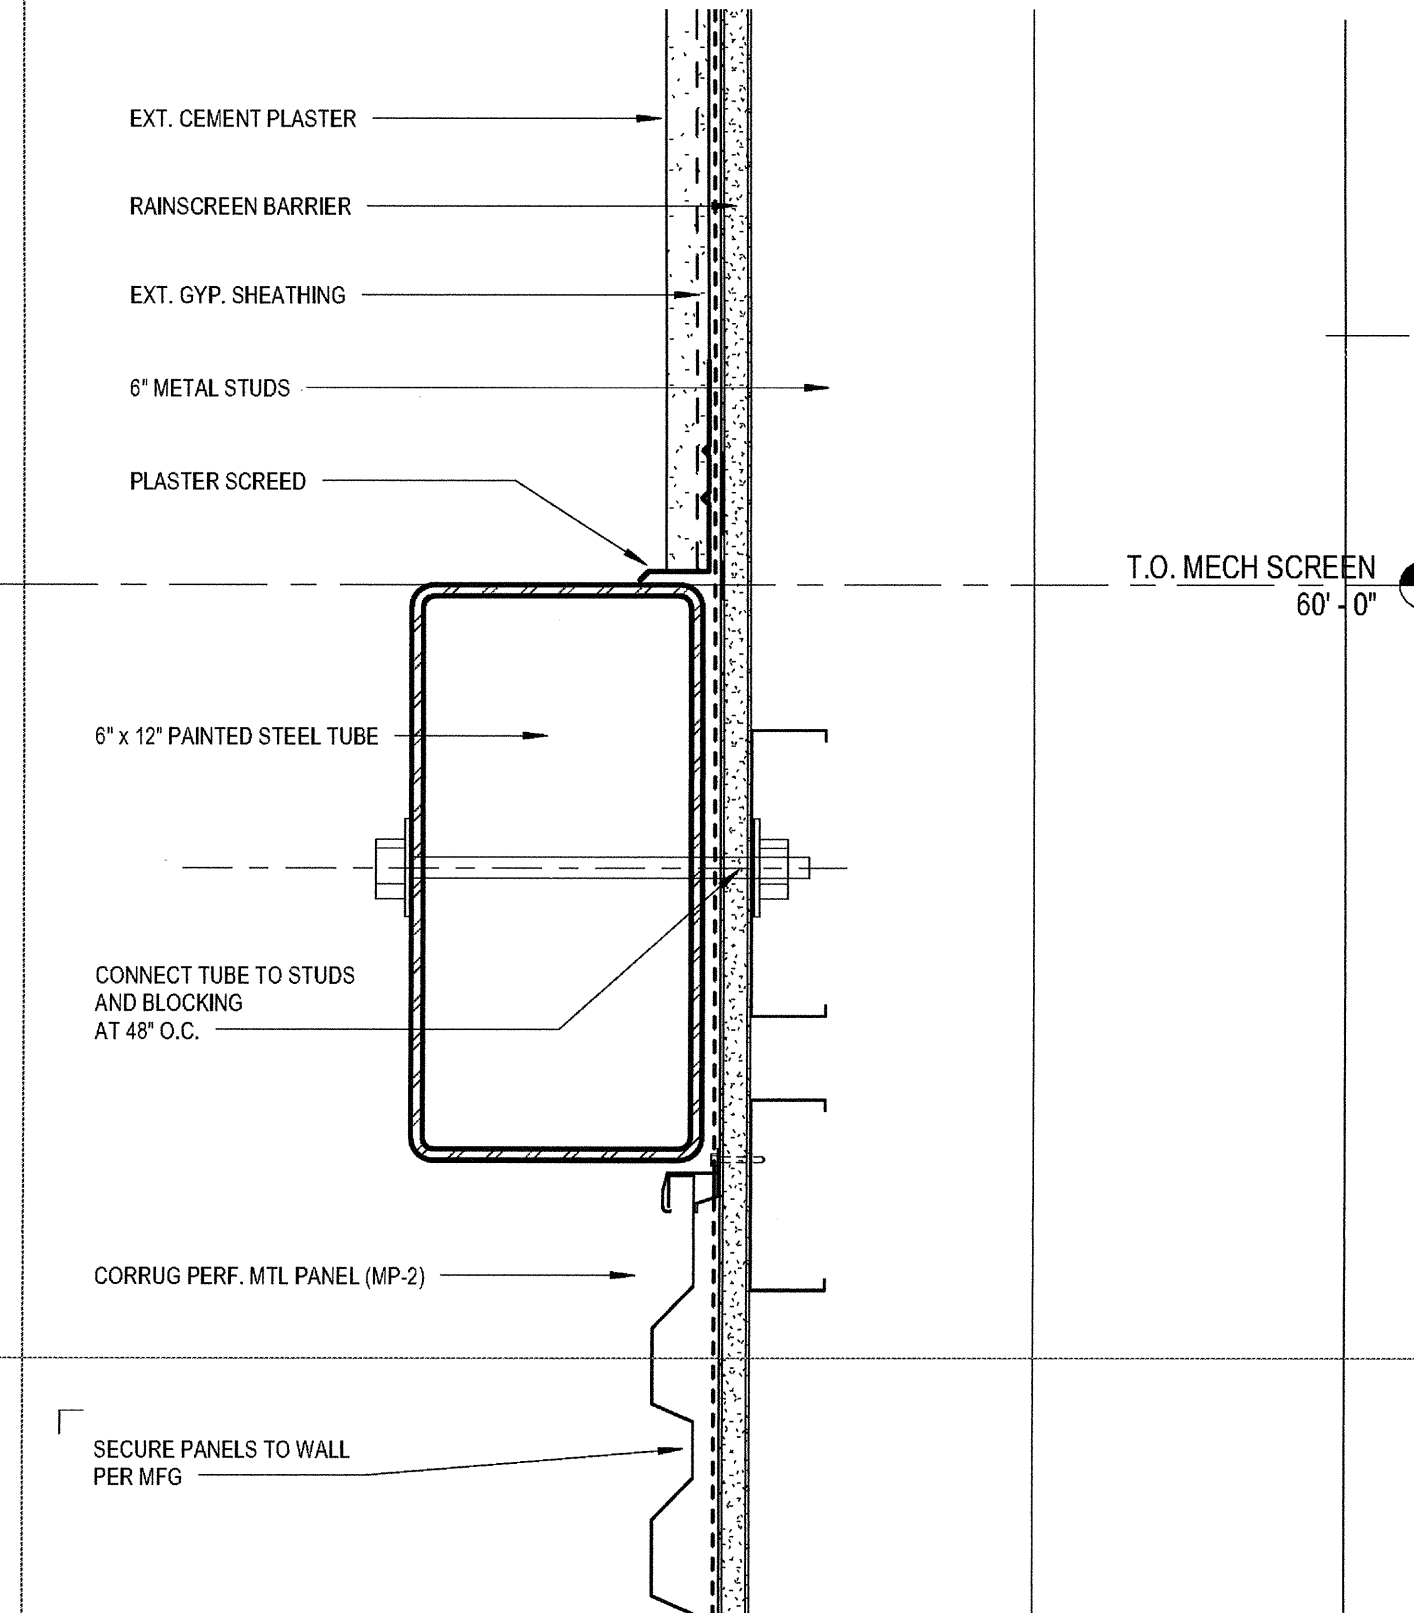 EXT. CEMENT PLASTER
RAINSCREEN BARRIER
EXT. GYP. SHEATHING
6" METAL STUDS
PLASTER SCREED
T.O. MECH SCREEN
60' - 0"
6" x 12" PAINTED STEEL TUBE
CONNECT TUBE TO STUDS
AND BLOCKING
AT 48" O.C.
CORRUG PERF. MTL PANEL (MP-2)
SECURE PANELS TO WALL
PER MFG